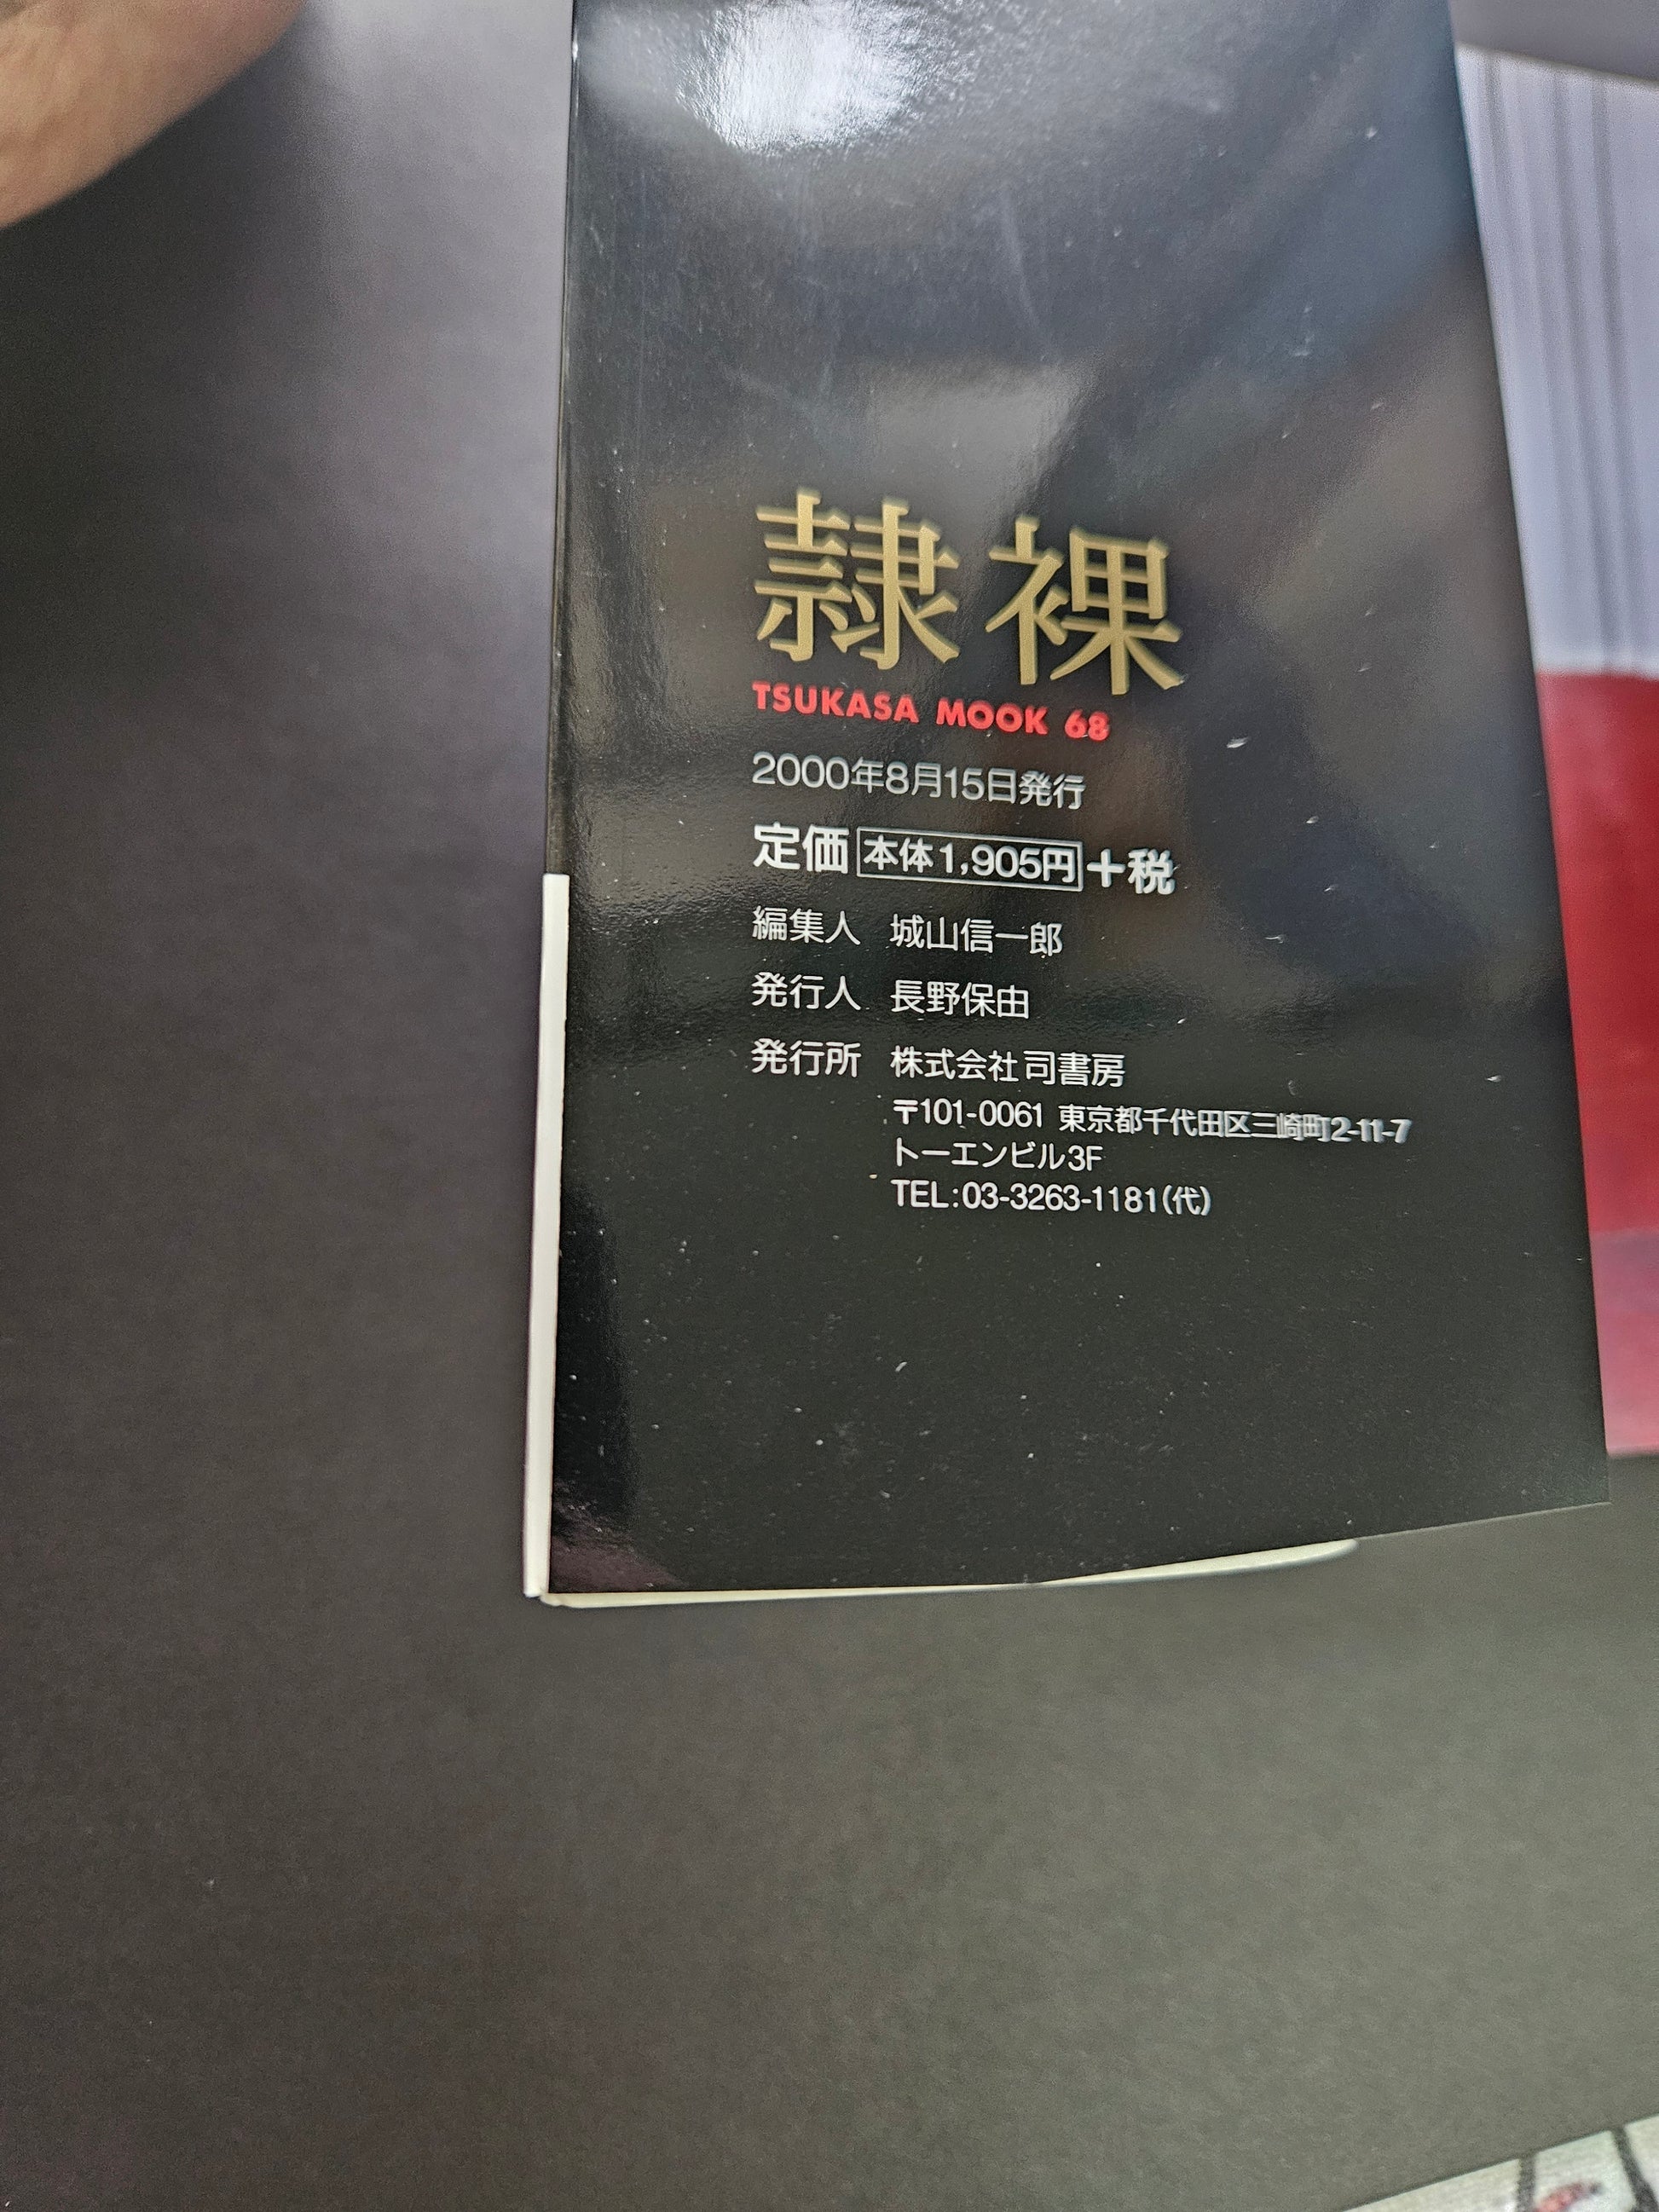 隷裸
TSUKASA MOOK 68
2000年8月15日発行
定価 本体1,905円+税
編集人 城山信一郎
発行人 長野保由
発行所 株式会社司書房
〒101-0061 東京都千代田区三崎町2-11-7
トーエンビル3F
TEL:03-3263-1181(代)